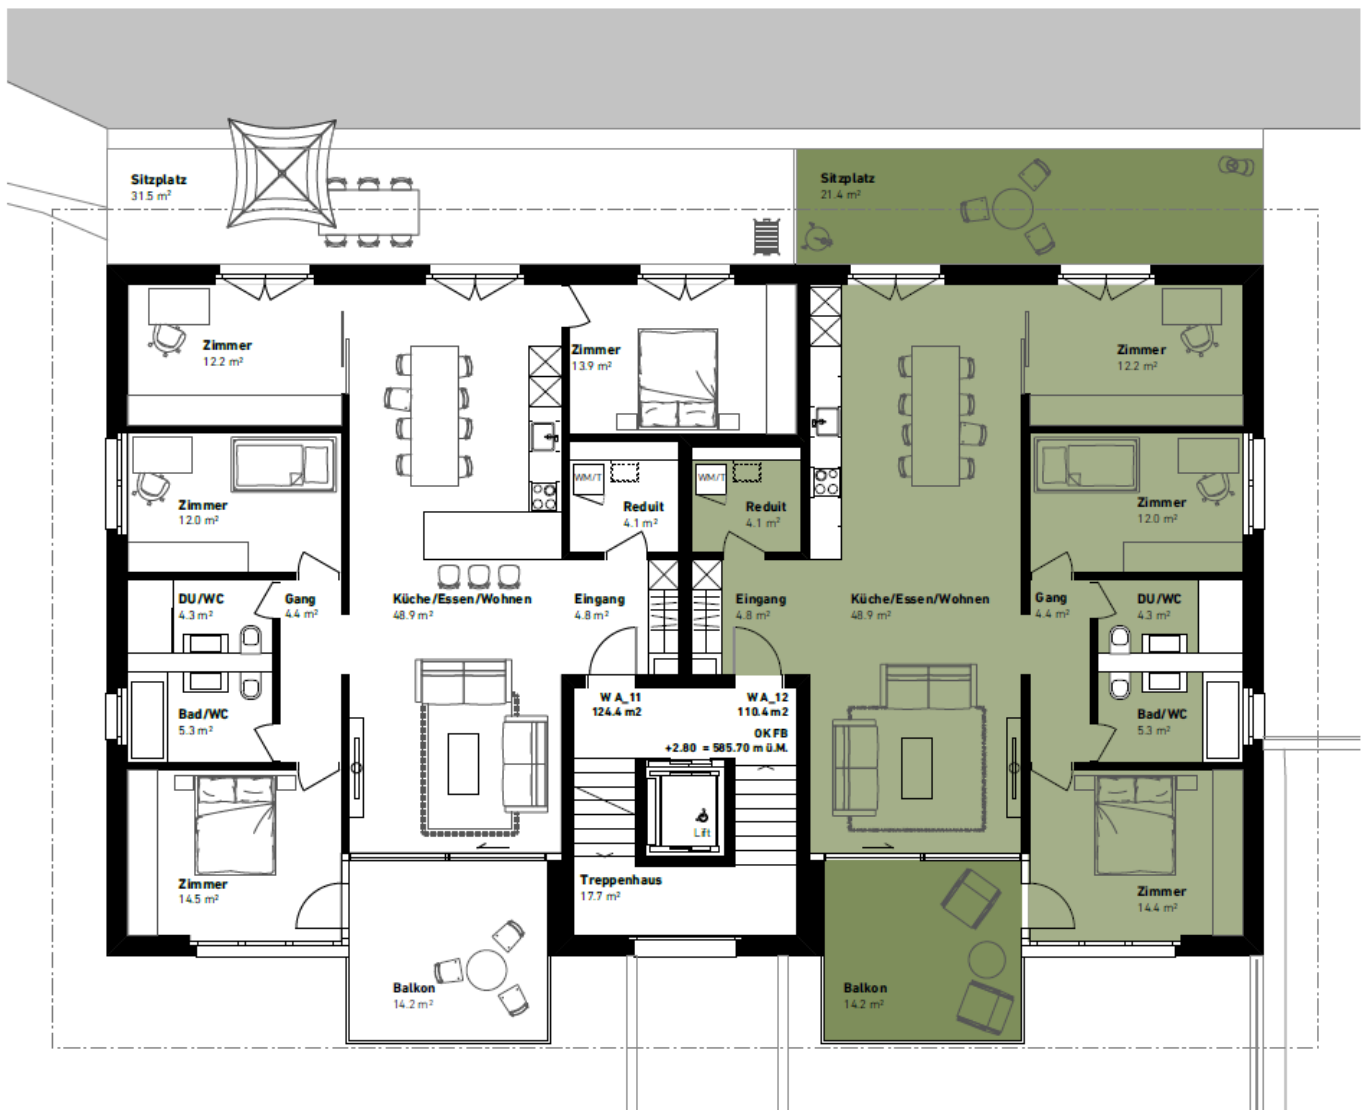 Sitzplatz
31.5 m²
Sitzplatz
21.4 m²
Zimmer
12.2 m²
Zimmer
13.9 m²
Zimmer
12.2 m²
Zimmer
12.0 m²
WM/T
Reduit
4.1 m²
WM/T
Reduit
4.1 m²
Zimmer
12.0 m²
DU/WC
4.3 m²
Gang
4.4 m²
Küche/Essen/Wohnen
48.9 m²
Eingang
4.8 m²
Eingang
4.8 m²
Küche/Essen/Wohnen
48.9 m²
Gang
4.4 m²
DU/WC
4.3 m²
Bad/WC
5.3 m²
WA_11
124.4 m2
WA_12
110.4 m2
OK FB
+2.80 = 585.70 m ü.M.
Bad/WC
5.3 m²
Lift
Zimmer
14.5 m²
Treppenhaus
17.7 m²
Zimmer
14.4 m²
Balkon
14.2 m²
Balkon
14.2 m²